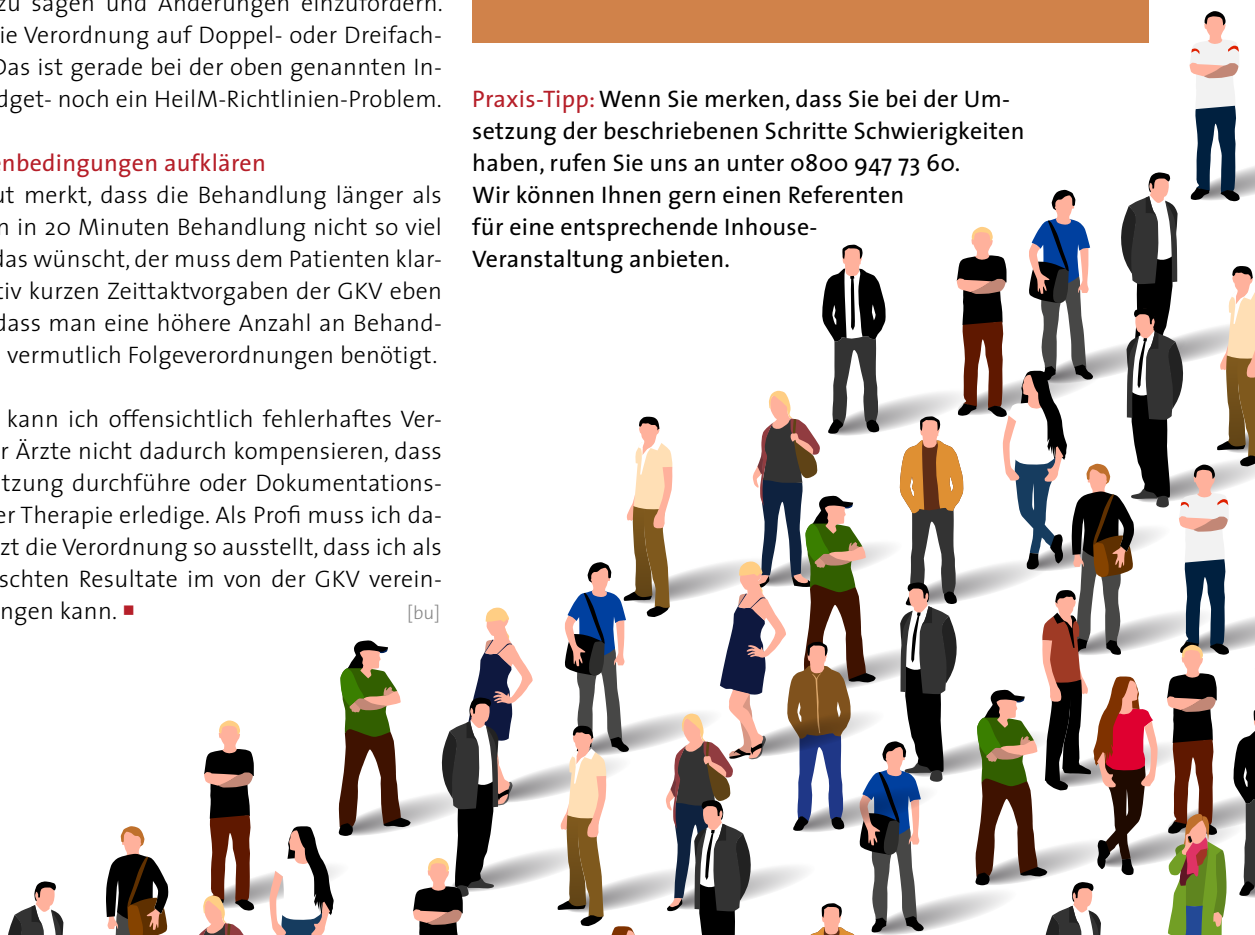 zu sagen und Änderungen einzufordern.
ie Verordnung auf Doppel- oder Dreifach-
Das ist gerade bei der oben genannten In-
dget- noch ein HeilM-Richtlinien-Problem.
enbedingungen aufklären
ut merkt, dass die Behandlung länger als
n in 20 Minuten Behandlung nicht so viel
das wünscht, der muss dem Patienten klar-
tiv kurzen Zeittaktvorgaben der GKV eben
dass man eine höhere Anzahl an Behand-
vermutlich Folgeverordnungen benötigt.
kann ich offensichtlich fehlerhaftes Ver-
r Ärzte nicht dadurch kompensieren, dass
tzung durchführe oder Dokumentations-
er Therapie erledige. Als Profi muss ich da-
zt die Verordnung so ausstellt, dass ich als
schten Resultate im von der GKV verein-
ngen kann. ■ [bu]
Praxis-Tipp: Wenn Sie merken, dass Sie bei der Um-
setzung der beschriebenen Schritte Schwierigkeiten
haben, rufen Sie uns an unter 0800 947 73 60.
Wir können Ihnen gern einen Referenten
für eine entsprechende Inhouse-
Veranstaltung anbieten.